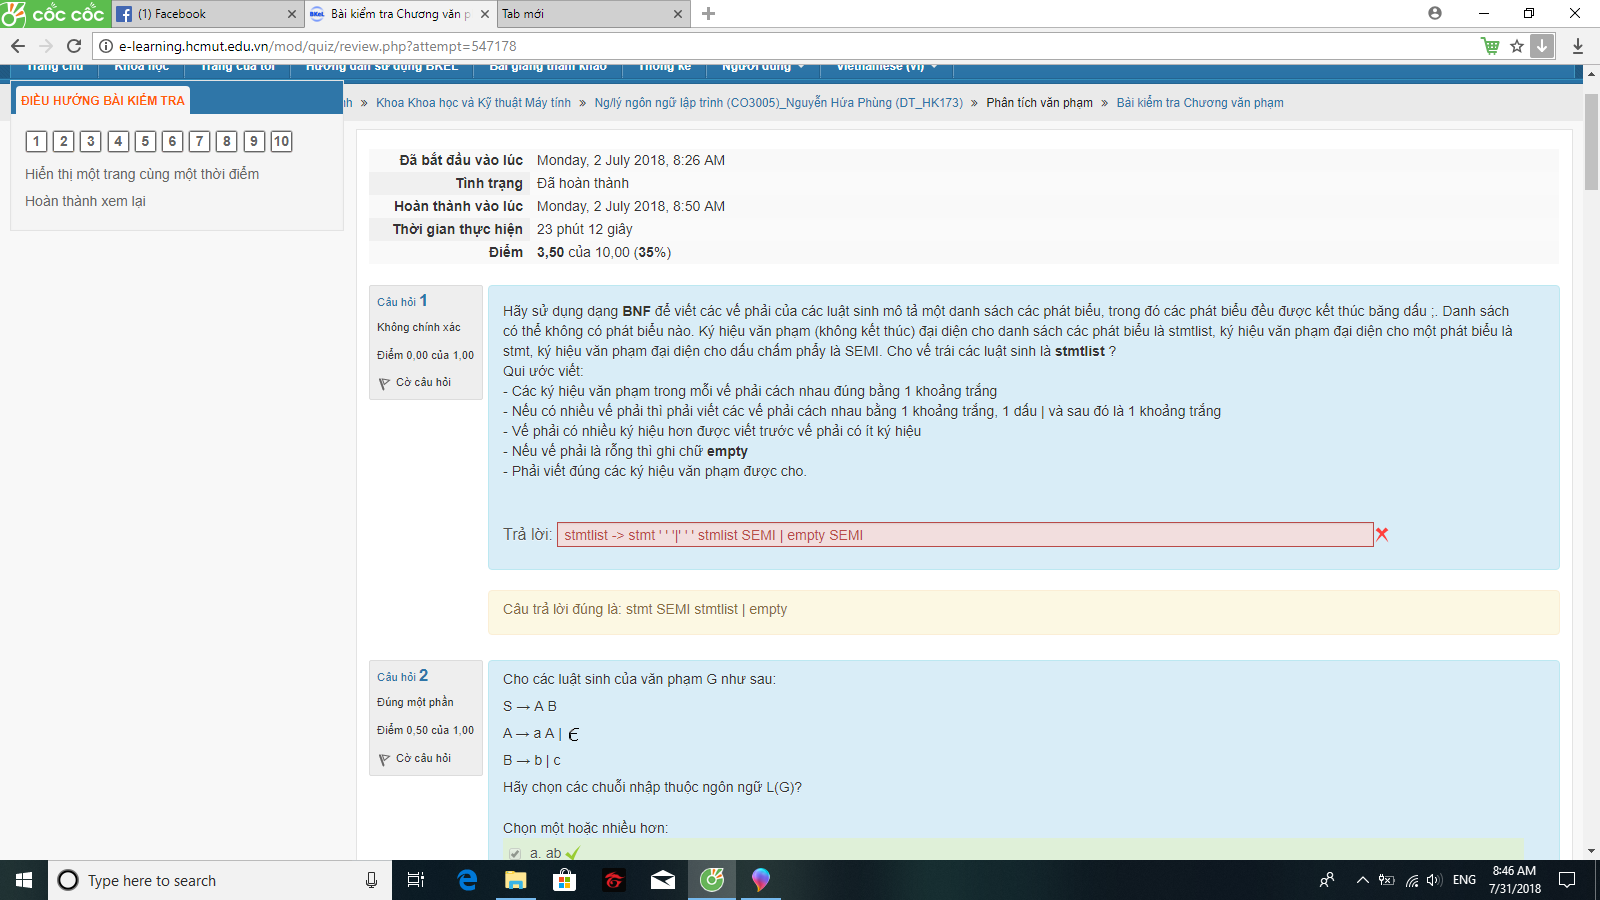 cốc cốc
(1) Facebook
Bài kiểm tra Chương văn p
Tab mới
e-learning.hcmut.edu.vn/mod/quiz/review.php?attempt=547178
Trang chủ Khoa học Trang của tôi Hướng dẫn sử dụng BKEL Bài giảng tham khảo Thống kê Người dùng Vietnamese (vi)
ĐIỀU HƯỚNG BÀI KIỂM TRA
nh » Khoa Khoa học và Kỹ thuật Máy tính » Ng/lý ngôn ngữ lập trình (CO3005)_Nguyễn Hứa Phùng (DT_HK173) » Phân tích văn phạm » Bài kiểm tra Chương văn phạm
1 2 3 4 5 6 7 8 9 10
Hiển thị một trang cùng một thời điểm
Hoàn thành xem lại
Đã bắt đầu vào lúc Monday, 2 July 2018, 8:26 AM
Tình trạng Đã hoàn thành
Hoàn thành vào lúc Monday, 2 July 2018, 8:50 AM
Thời gian thực hiện 23 phút 12 giây
Điểm 3,50 của 10,00 (35%)
Câu hỏi 1
Không chính xác
Điểm 0,00 của 1,00
Cờ câu hỏi
Hãy sử dụng dạng BNF để viết các vế phải của các luật sinh mô tả một danh sách các phát biểu, trong đó các phát biểu đều được kết thúc băng dấu ;. Danh sách
có thể không có phát biểu nào. Ký hiệu văn phạm (không kết thúc) đại diện cho danh sách các phát biểu là stmtlist, ký hiệu văn phạm đại diện cho một phát biểu là
stmt, ký hiệu văn phạm đại diện cho dấu chấm phẩy là SEMI. Cho vế trái các luật sinh là stmtlist ?
Qui ước viết:
- Các ký hiệu văn phạm trong mỗi vế phải cách nhau đúng bằng 1 khoảng trắng
- Nếu có nhiều vế phải thì phải viết các vế phải cách nhau bằng 1 khoảng trắng, 1 dấu | và sau đó là 1 khoảng trắng
- Vế phải có nhiều ký hiệu hơn được viết trước vế phải có ít ký hiệu
- Nếu vế phải là rỗng thì ghi chữ empty
- Phải viết đúng các ký hiệu văn phạm được cho.
Trả lời: stmtlist -> stmt ' ' '|' ' ' stmlist SEMI | empty SEMI
Câu trả lời đúng là: stmt SEMI stmtlist | empty
Câu hỏi 2
Đúng một phần
Điểm 0,50 của 1,00
Cờ câu hỏi
Cho các luật sinh của văn phạm G như sau:
S → A B
A → a A | ϵ
B → b | c
Hãy chọn các chuỗi nhập thuộc ngôn ngữ L(G)?
Chọn một hoặc nhiều hơn:
a. ab
Type here to search
ENG
8:46 AM
7/31/2018